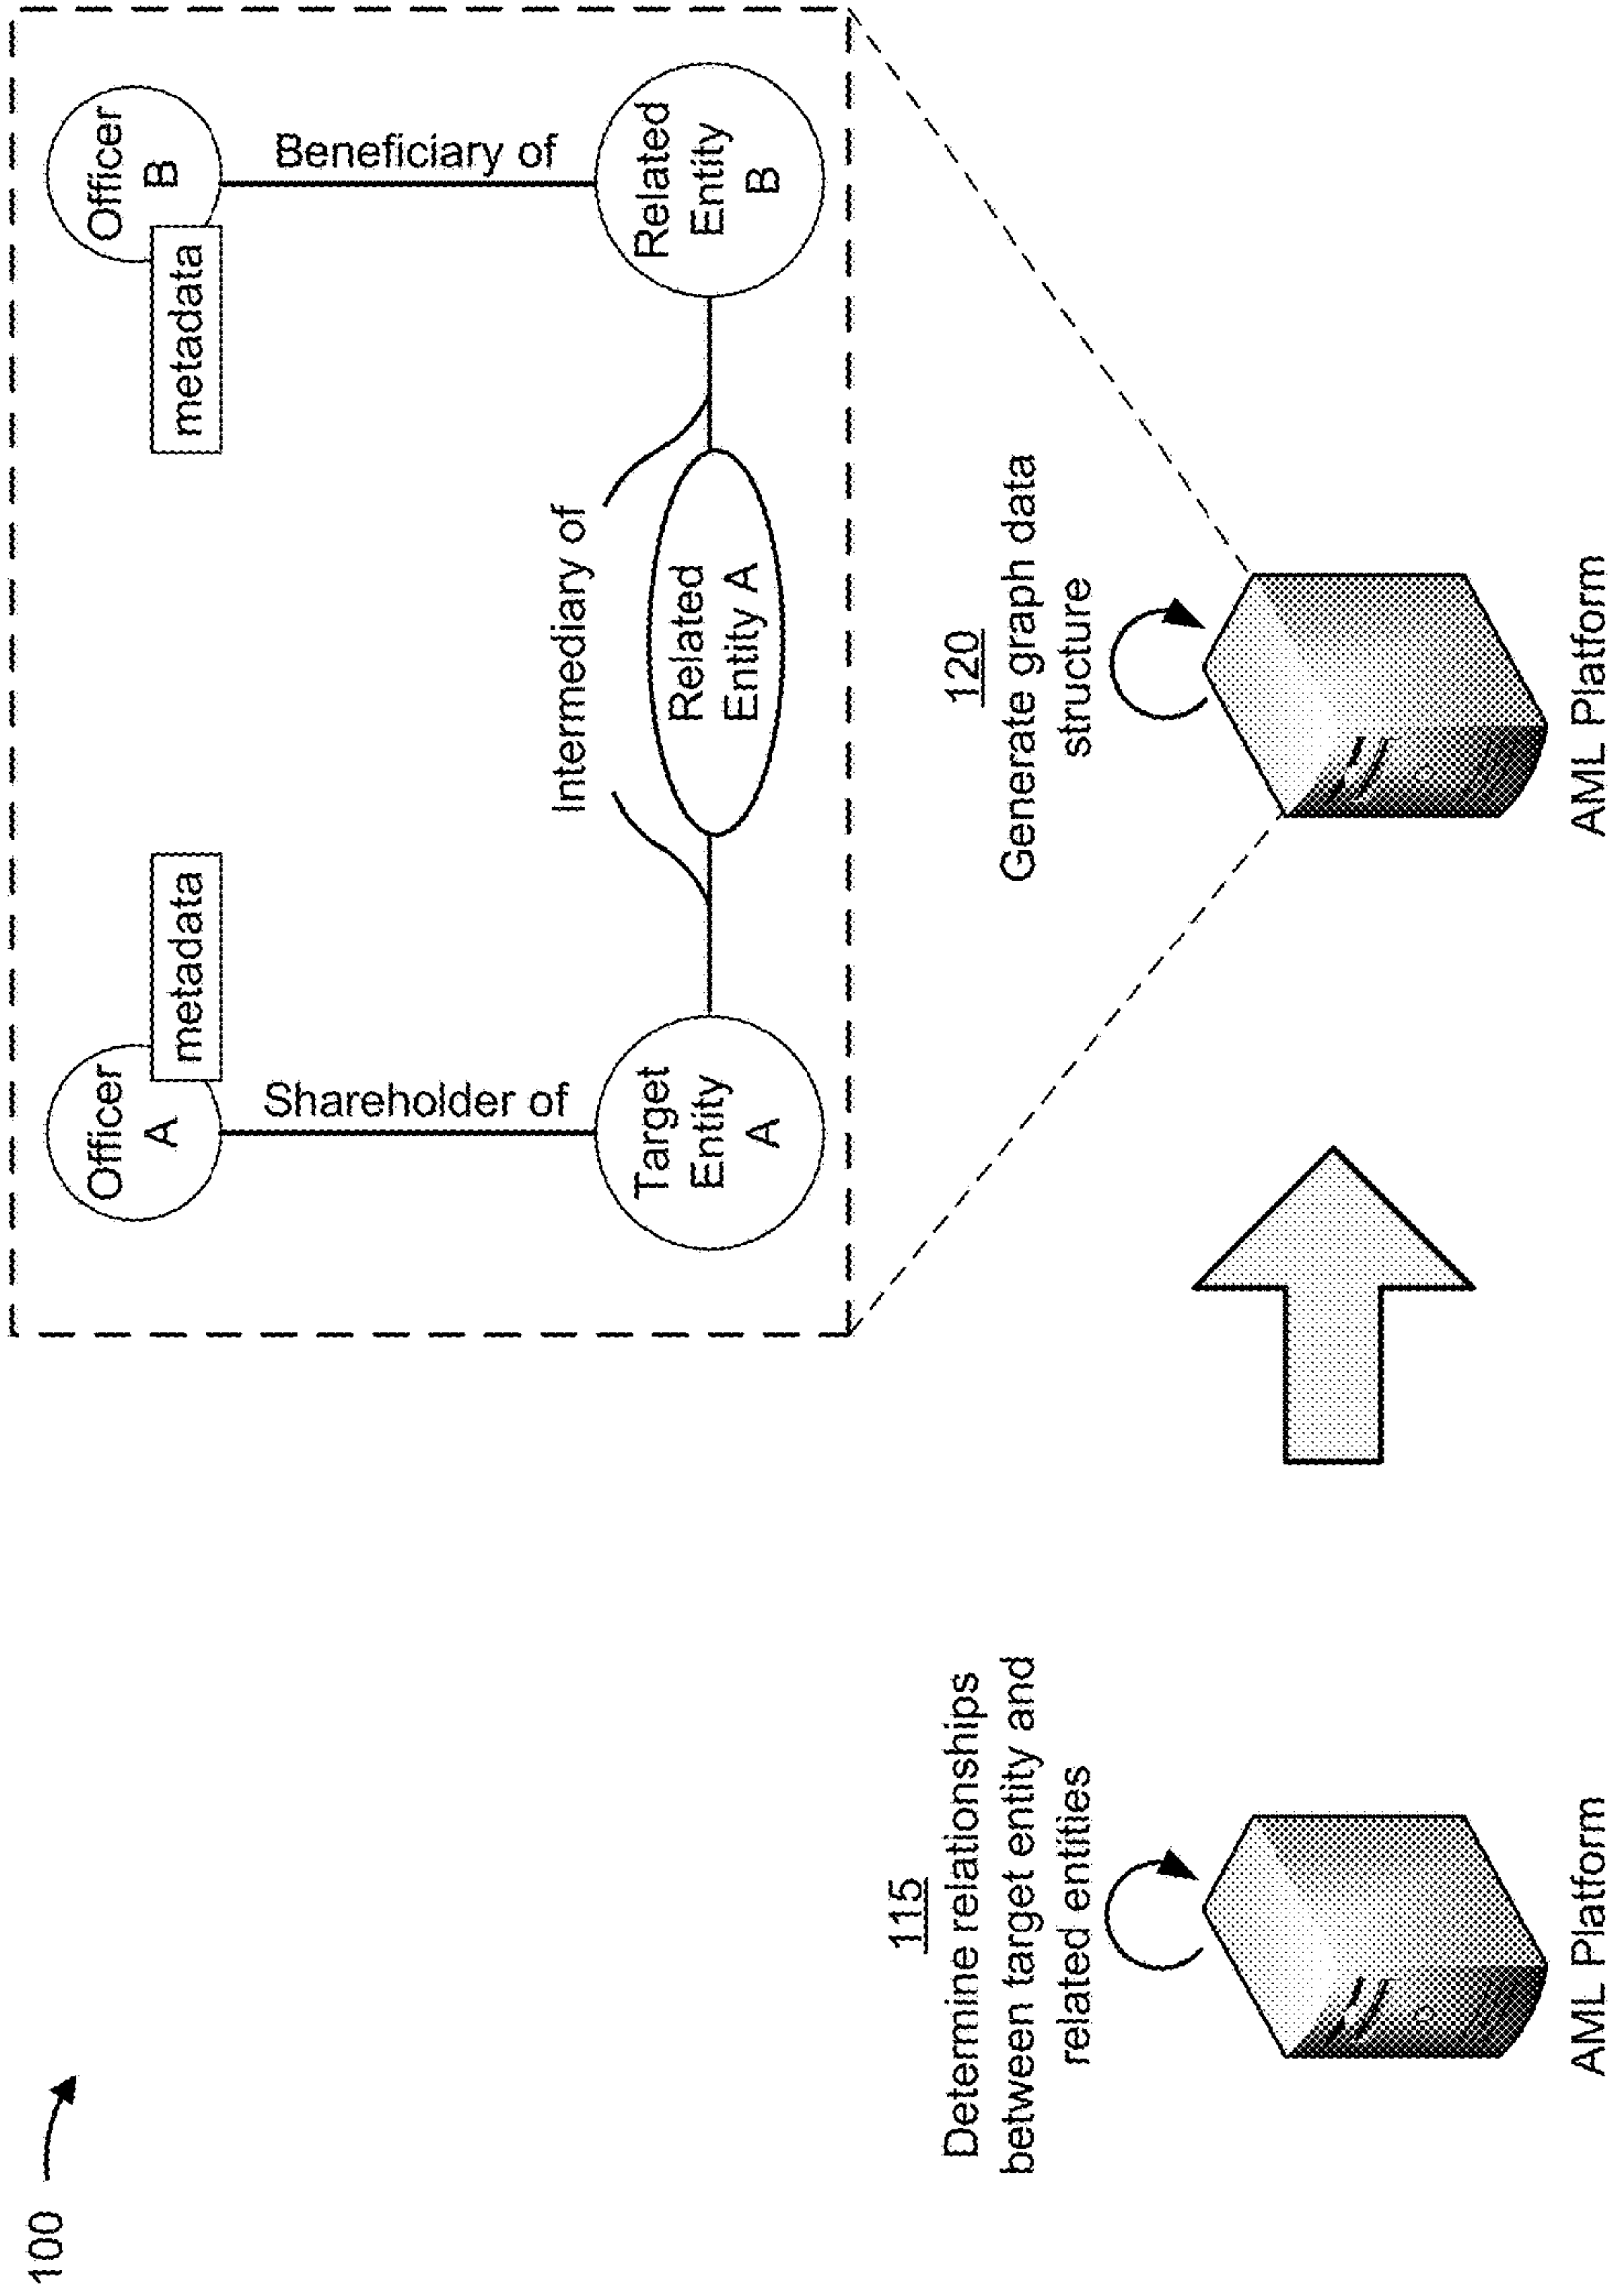 100
Officer
A
metadata
Officer
B
metadata
Shareholder of
Beneficiary of
Intermediary of
Target
Entity
A
Related
Entity A
Related
Entity
B
115
Determine relationships
between target entity and
related entities
120
Generate graph data
structure
AML Platform
AML Platform